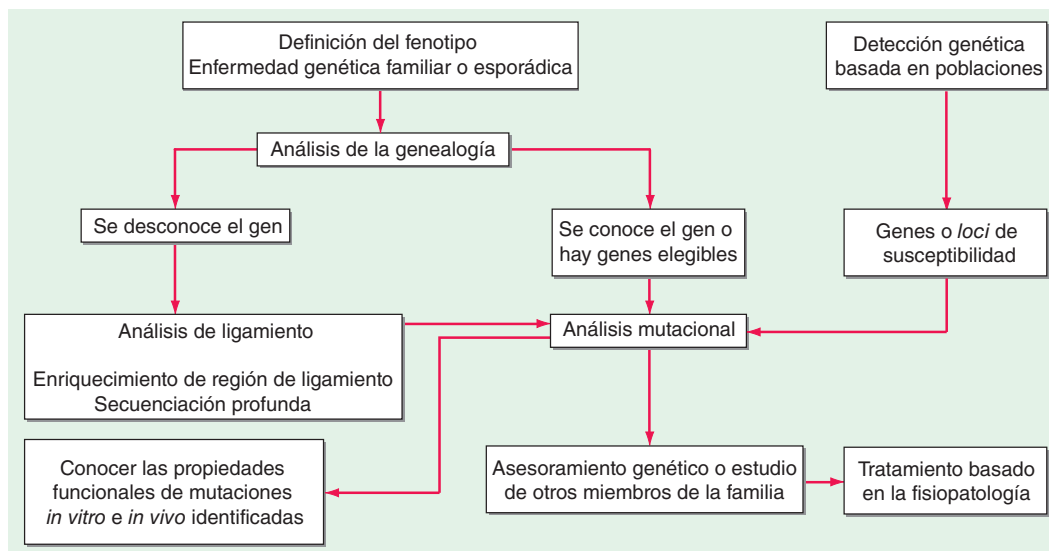 Definición del fenotipo
Enfermedad genética familiar o esporádica
Detección genética
basada en poblaciones
Análisis de la genealogía
Se desconoce el gen
Se conoce el gen o
hay genes elegibles
Genes o loci de
susceptibilidad
Análisis de ligamiento
Enriquecimiento de región de ligamiento
Secuenciación profunda
Análisis mutacional
Conocer las propiedades
funcionales de mutaciones
in vitro e in vivo identificadas
Asesoramiento genético o estudio
de otros miembros de la familia
Tratamiento basado
en la fisiopatología